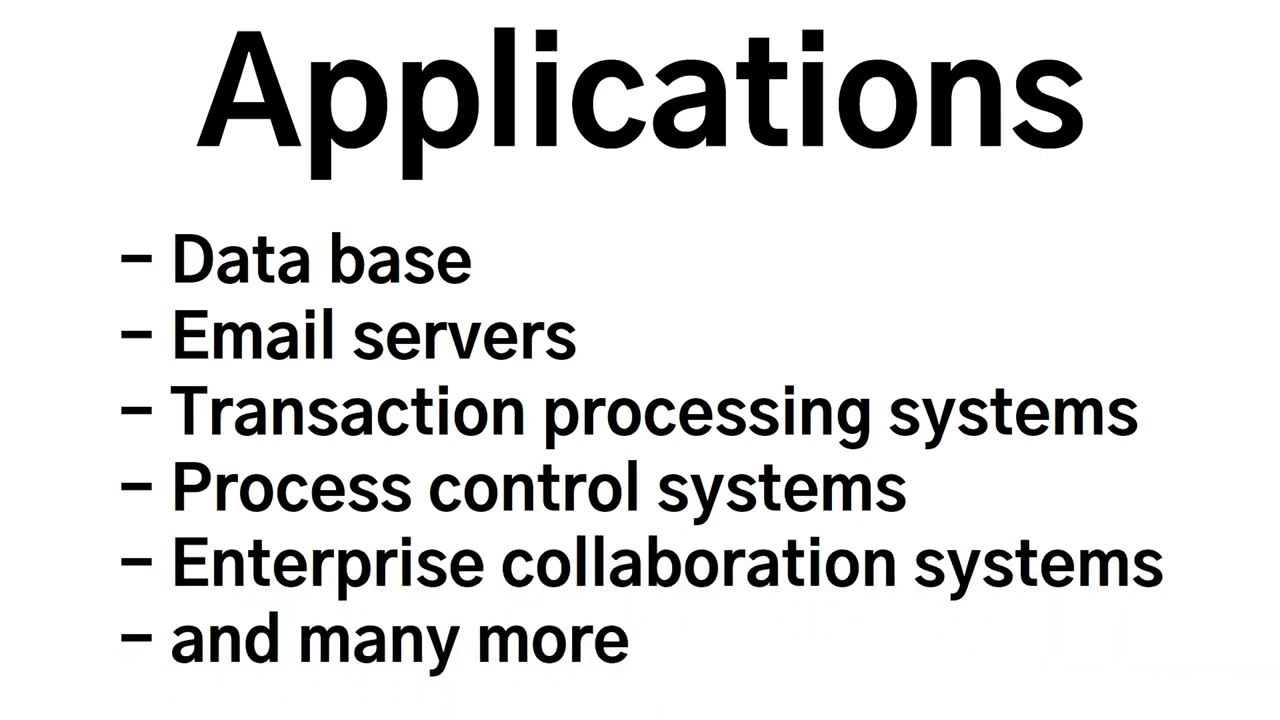 Applications
– Data base
– Email servers
– Transaction processing systems
– Process control systems
– Enterprise collaboration systems
– and many more